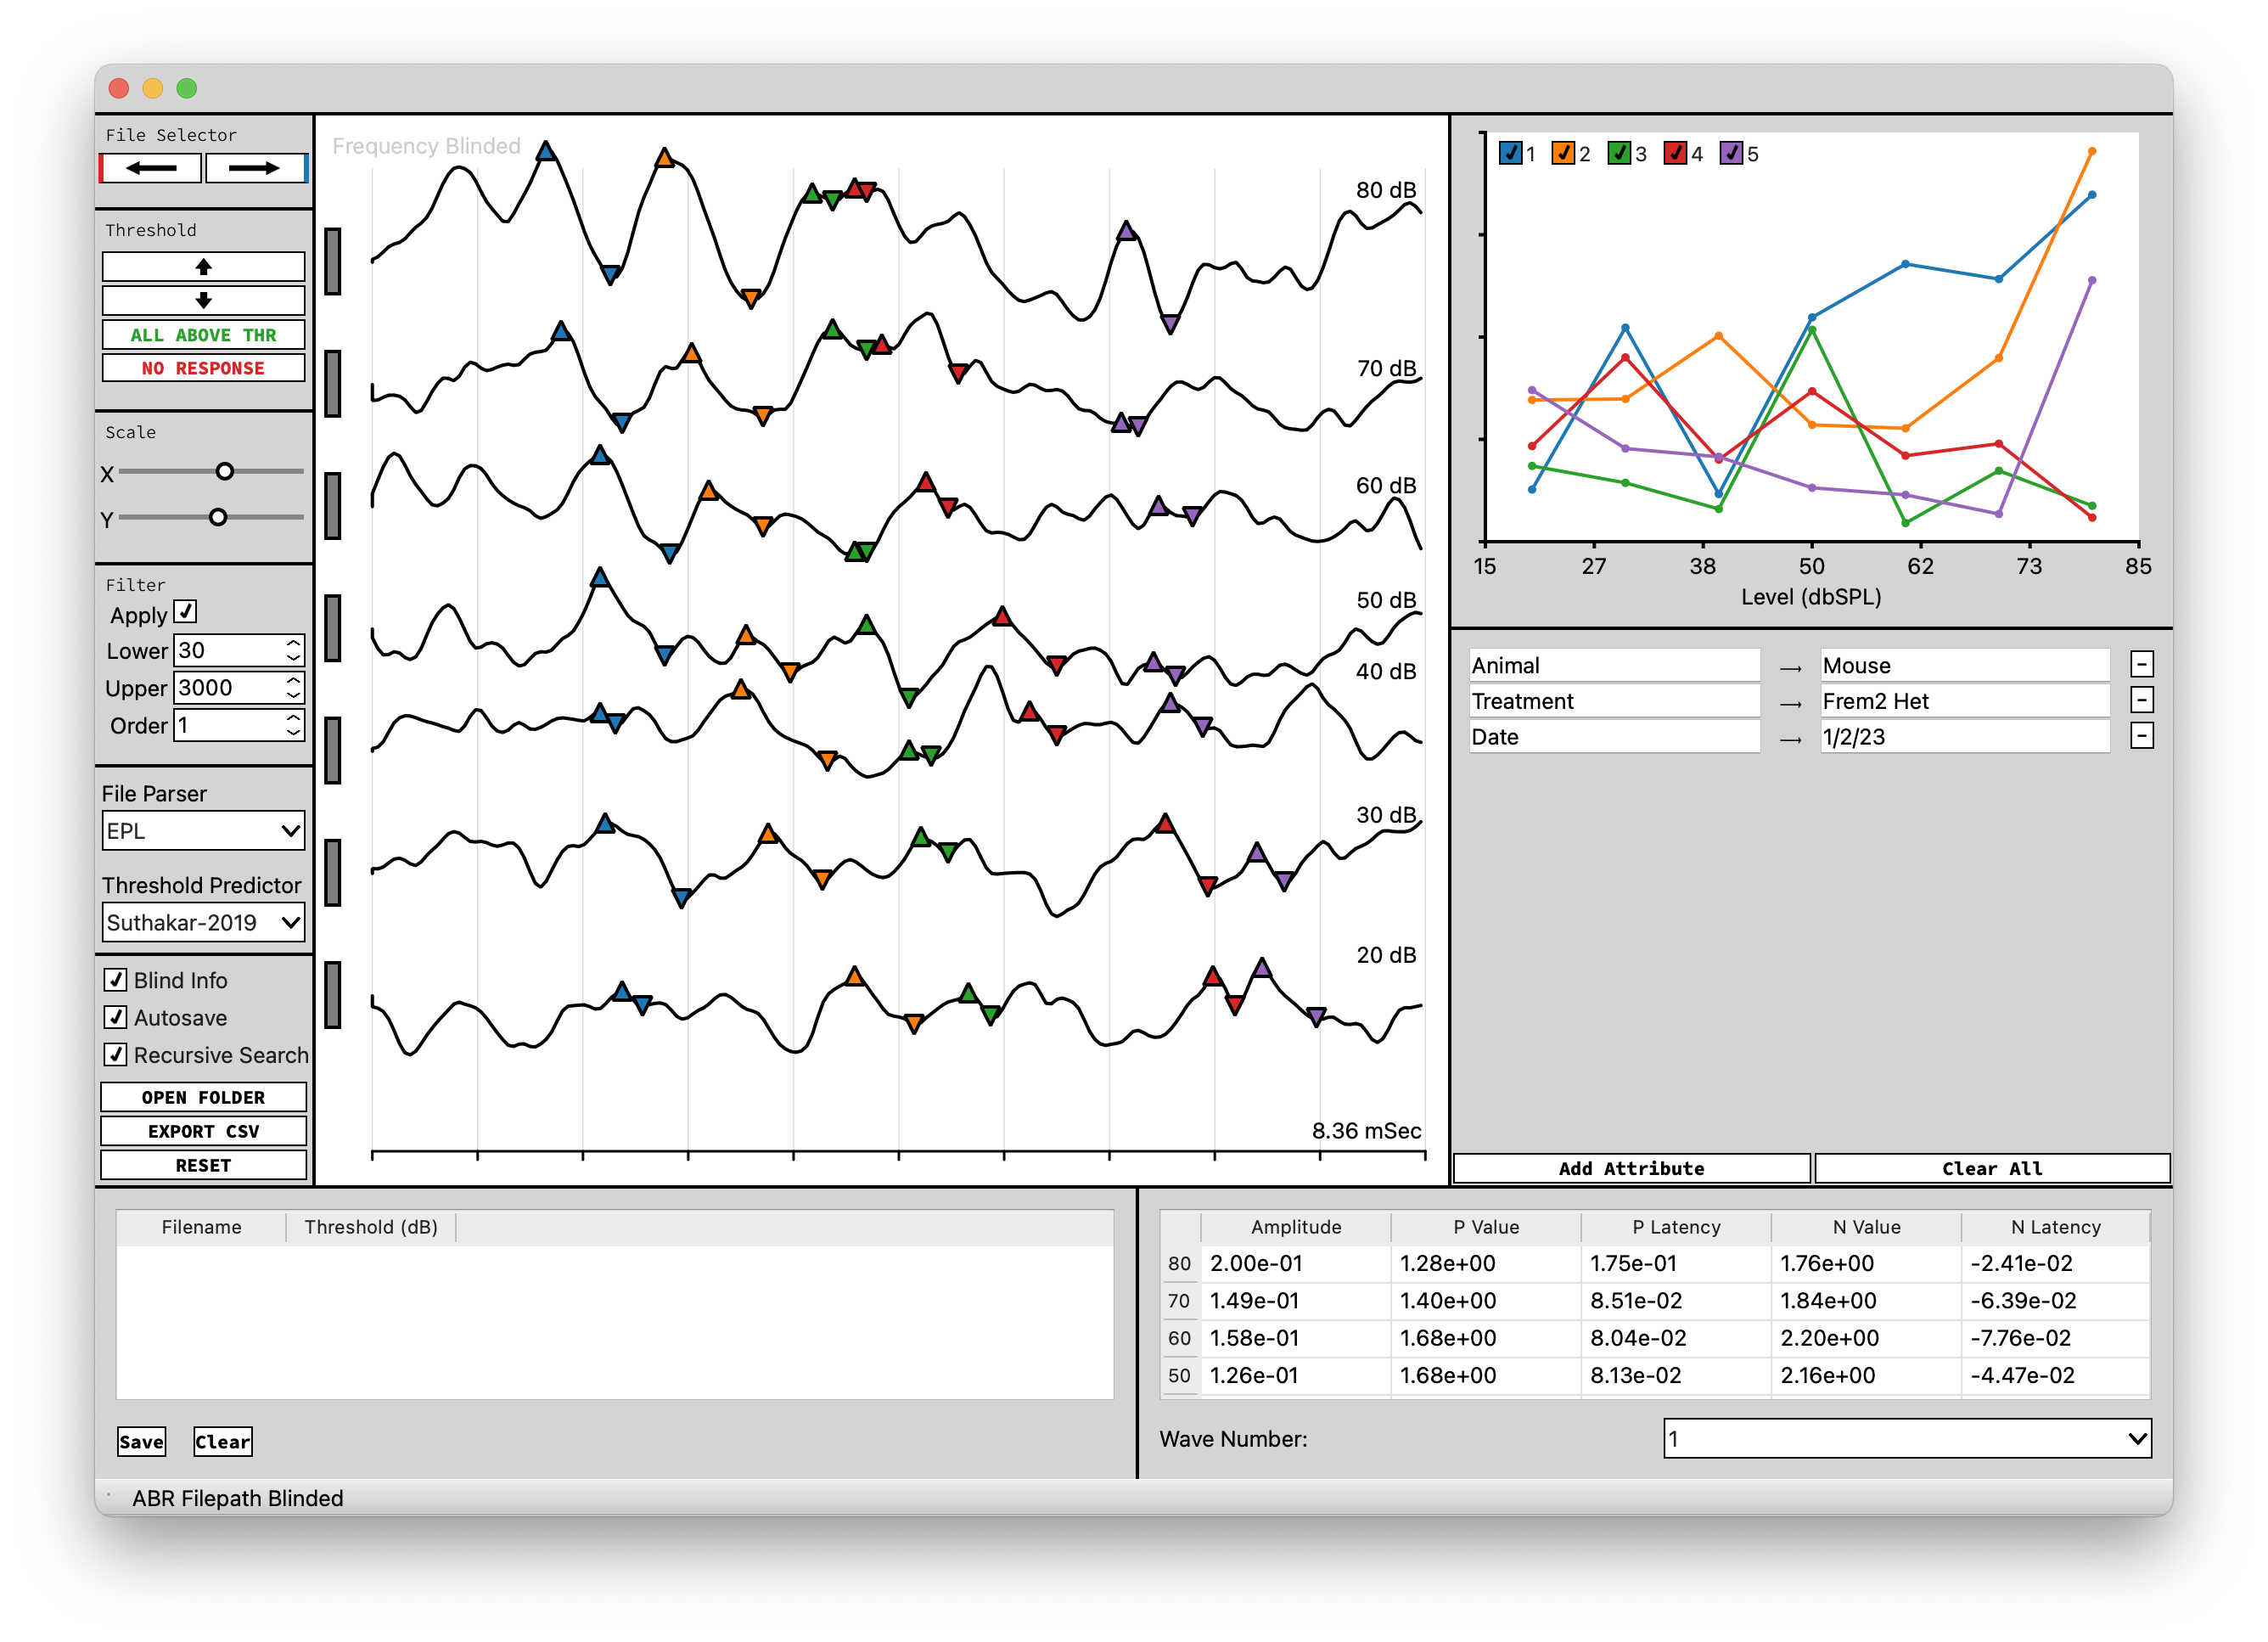 File Selector
Threshold
ALL ABOVE THR
NO RESPONSE
Scale
X
Y
Filter
Apply
Lower 30
Upper 3000
Order 1
File Parser
EPL
Threshold Predictor
Suthakar-2019
Blind Info
Autosave
Recursive Search
OPEN FOLDER
EXPORT CSV
RESET
Frequency Blinded
80 dB
70 dB
60 dB
50 dB
40 dB
30 dB
20 dB
8.36 mSec
1 2 3 4 5
15 27 38 50 62 73 85
Level (dbSPL)
Animal → Mouse -
Treatment → Frem2 Het -
Date → 1/2/23 -
Add Attribute Clear All
Filename Threshold (dB)
Save Clear
Amplitude P Value P Latency N Value N Latency
80 2.00e-01 1.28e+00 1.75e-01 1.76e+00 -2.41e-02
70 1.49e-01 1.40e+00 8.51e-02 1.84e+00 -6.39e-02
60 1.58e-01 1.68e+00 8.04e-02 2.20e+00 -7.76e-02
50 1.26e-01 1.68e+00 8.13e-02 2.16e+00 -4.47e-02
Wave Number: 1
ABR Filepath Blinded